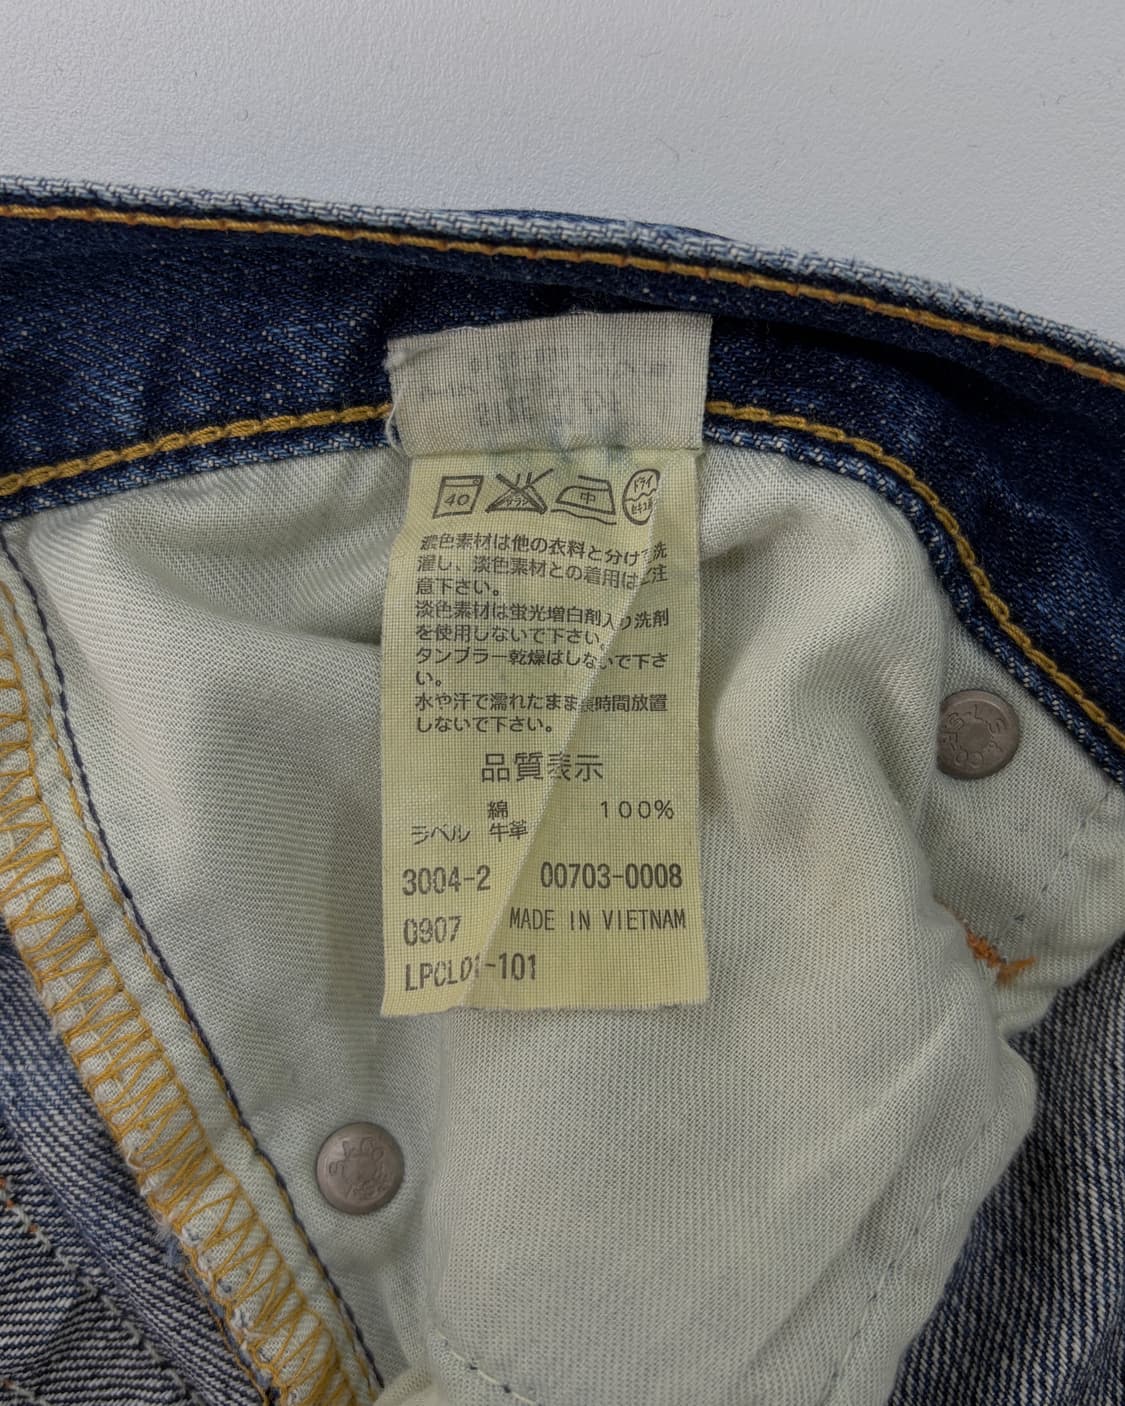 40
中
ドライ
濃色素材は他の衣料と分けて洗
濯し、淡色素材との着用はご注
意下さい。
淡色素材は蛍光増白剤入り洗剤
を使用しないで下さい。
タンブラー乾燥はしないで下さ
い。
水や汗で濡れたまま長時間放置
しないで下さい。
品質表示
綿 100%
ラベル 牛革
3004-2 00703-0008
0907 MADE IN VIETNAM
LPCL01-101